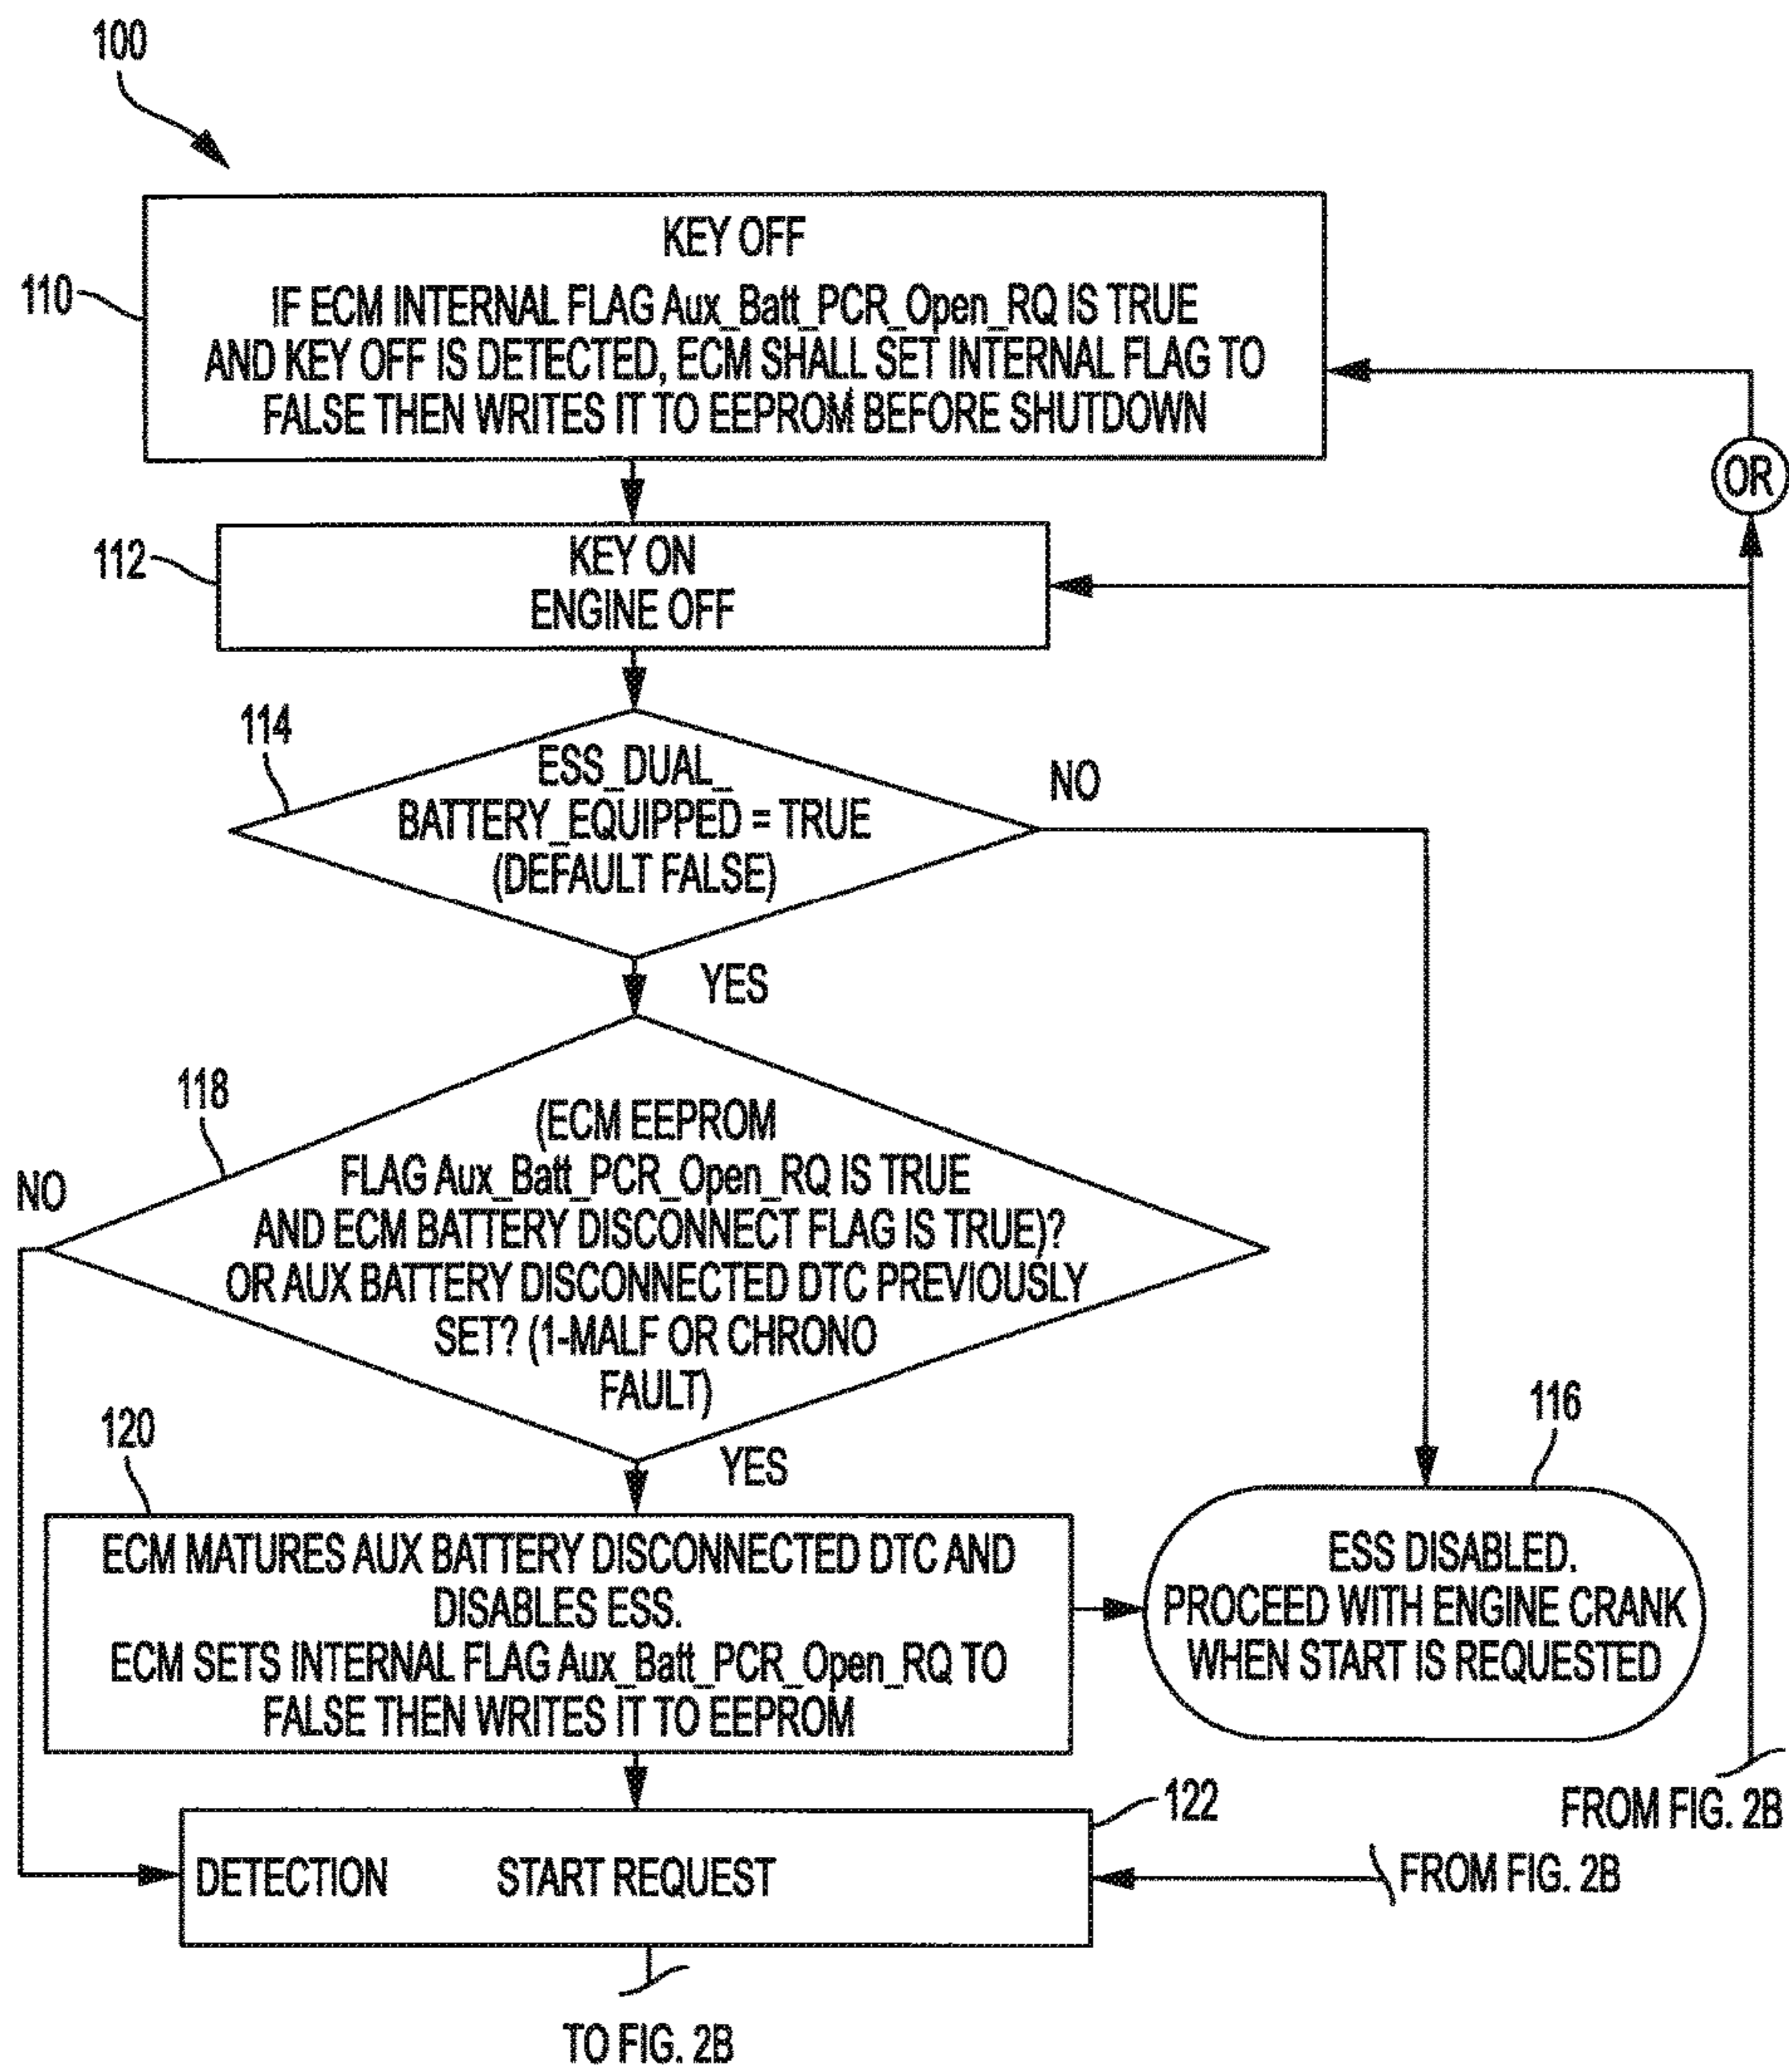 100
110
KEY OFF
IF ECM INTERNAL FLAG Aux_Batt_PCR_Open_RQ IS TRUE
AND KEY OFF IS DETECTED, ECM SHALL SET INTERNAL FLAG TO
FALSE THEN WRITES IT TO EEPROM BEFORE SHUTDOWN
OR
112
KEY ON
ENGINE OFF
114
ESS_DUAL_
BATTERY_EQUIPPED = TRUE
(DEFAULT FALSE)
NO
YES
118
NO
(ECM EEPROM
FLAG Aux_Batt_PCR_Open_RQ IS TRUE
AND ECM BATTERY DISCONNECT FLAG IS TRUE)?
OR AUX BATTERY DISCONNECTED DTC PREVIOUSLY
SET? (1-MALF OR CHRONO
FAULT)
YES
120
ECM MATURES AUX BATTERY DISCONNECTED DTC AND
DISABLES ESS.
ECM SETS INTERNAL FLAG Aux_Batt_PCR_Open_RQ TO
FALSE THEN WRITES IT TO EEPROM
116
ESS DISABLED.
PROCEED WITH ENGINE CRANK
WHEN START IS REQUESTED
122
FROM FIG. 2B
DETECTION START REQUEST
FROM FIG. 2B
TO FIG. 2B